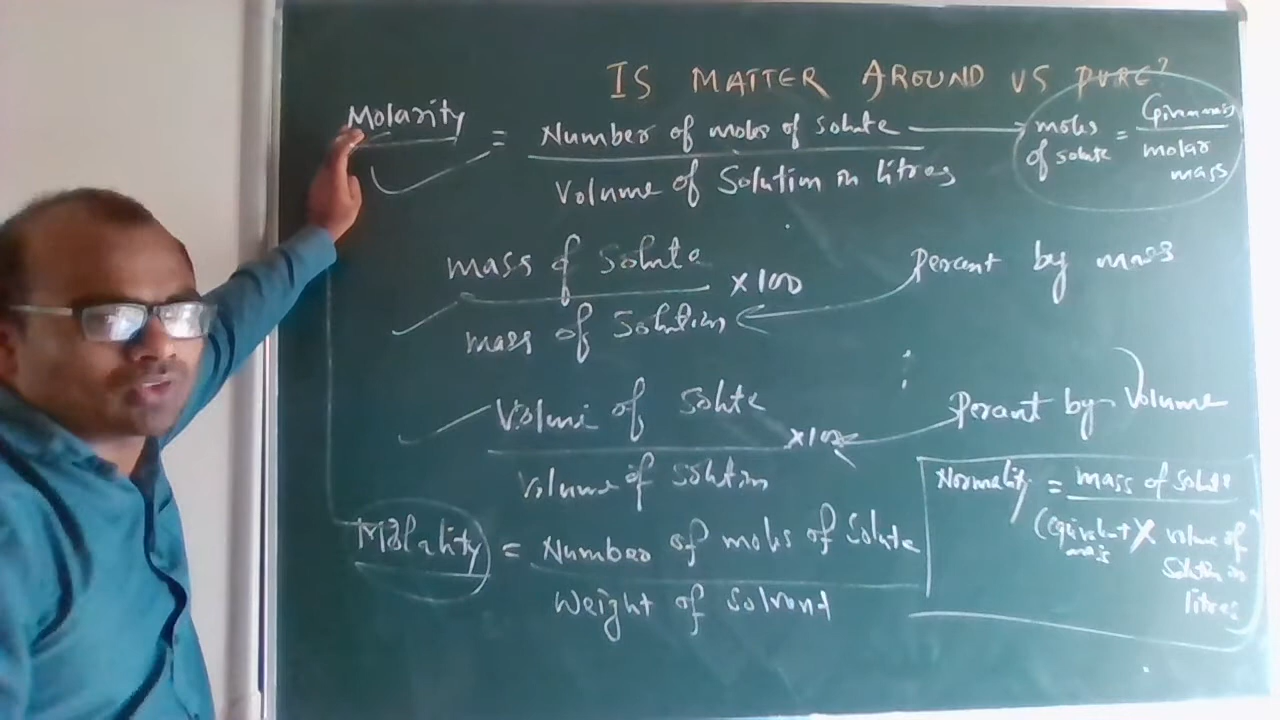 IS MATTER AROUND US PURE?
Molarity = Number of moles of solute
Volume of Solution in litres
moles of solute = Given mass
molar mass
mass of solute
mass of solution
×100
Percent by mass
Volume of solute
Volume of solution
×100
Percent by Volume
Molality = Number of moles of solute
Weight of solvend
Normality = mass of solute
(equivalent mass × volume of
solution in
litres